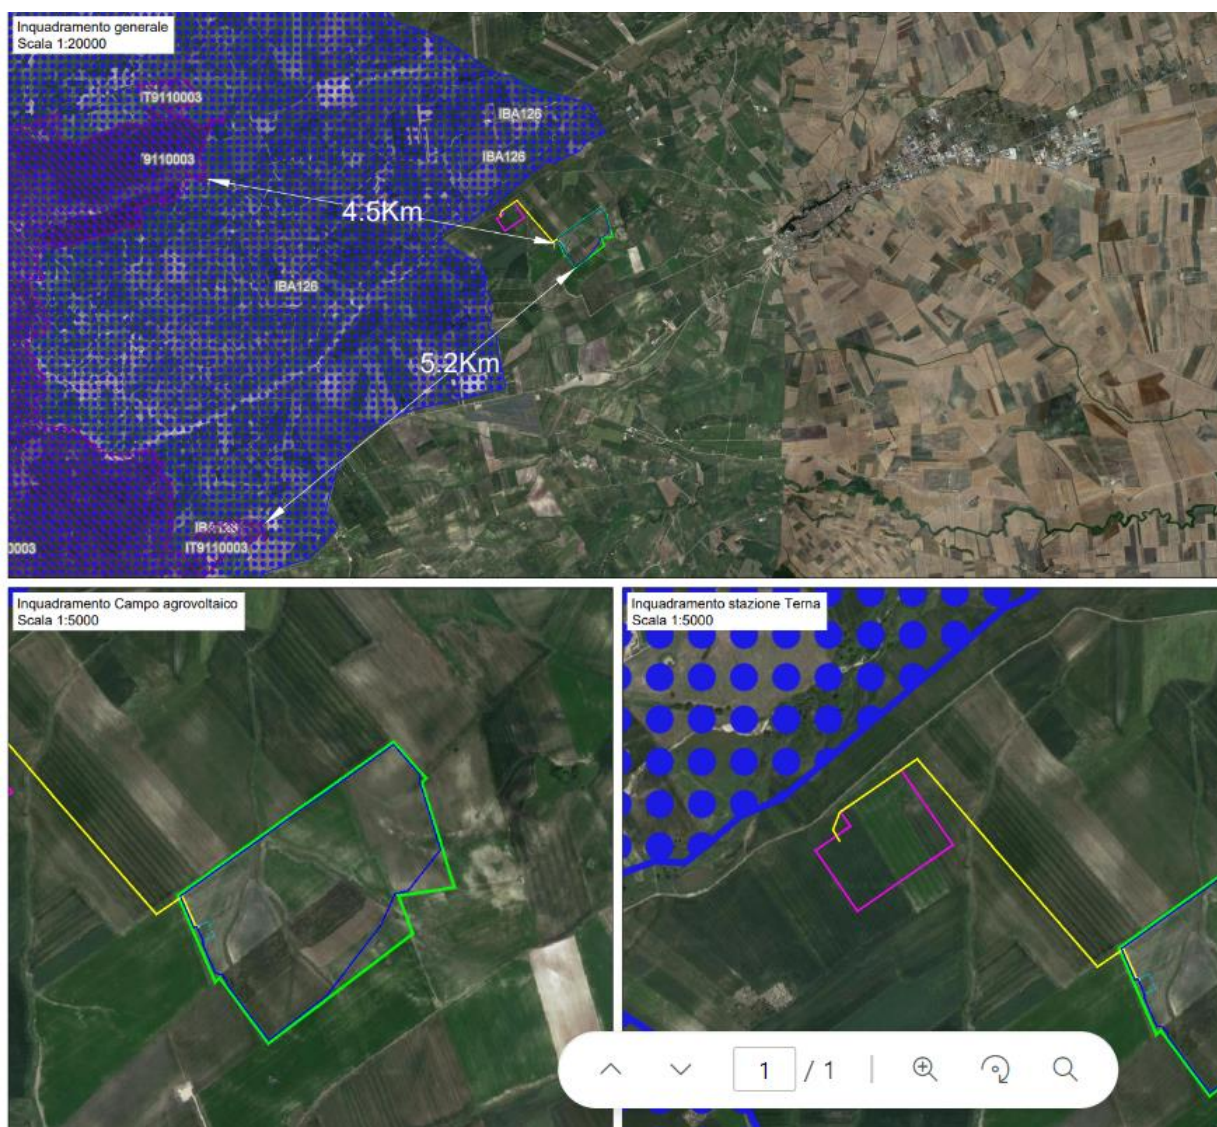 Inquadramento generale
Scala 1:20000
IT9110003
IBA126
9110003
IBA126
4.5Km
IBA126
5.2Km
IT9110003
0003
Inquadramento Campo agrovoltaico
Scala 1:5000
Inquadramento stazione Terna
Scala 1:5000
1 / 1